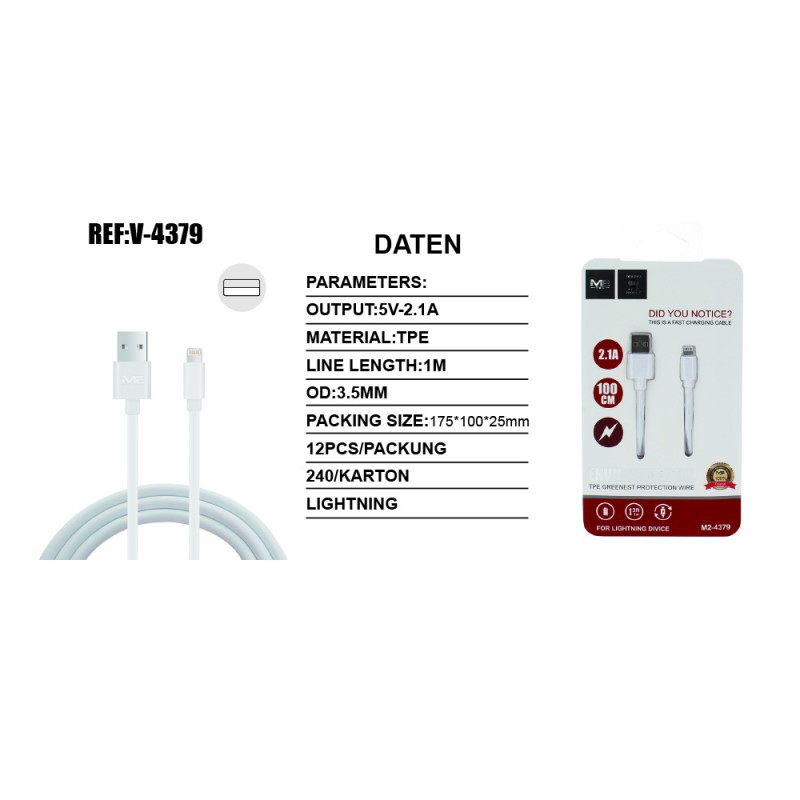 REF:V-4379
DATEN
PARAMETERS:
OUTPUT:5V-2.1A
MATERIAL:TPE
LINE LENGTH:1M
OD:3.5MM
PACKING SIZE:175*100*25mm
12PCS/PACKUNG
240/KARTON
LIGHTNING
DID YOU NOTICE?
THIS IS A FAST CHARGING CABLE
2.1A
100
CM
TPE GREENEST PROTECTION WIRE
FOR LIGHTNING DIVICE
M2-4379